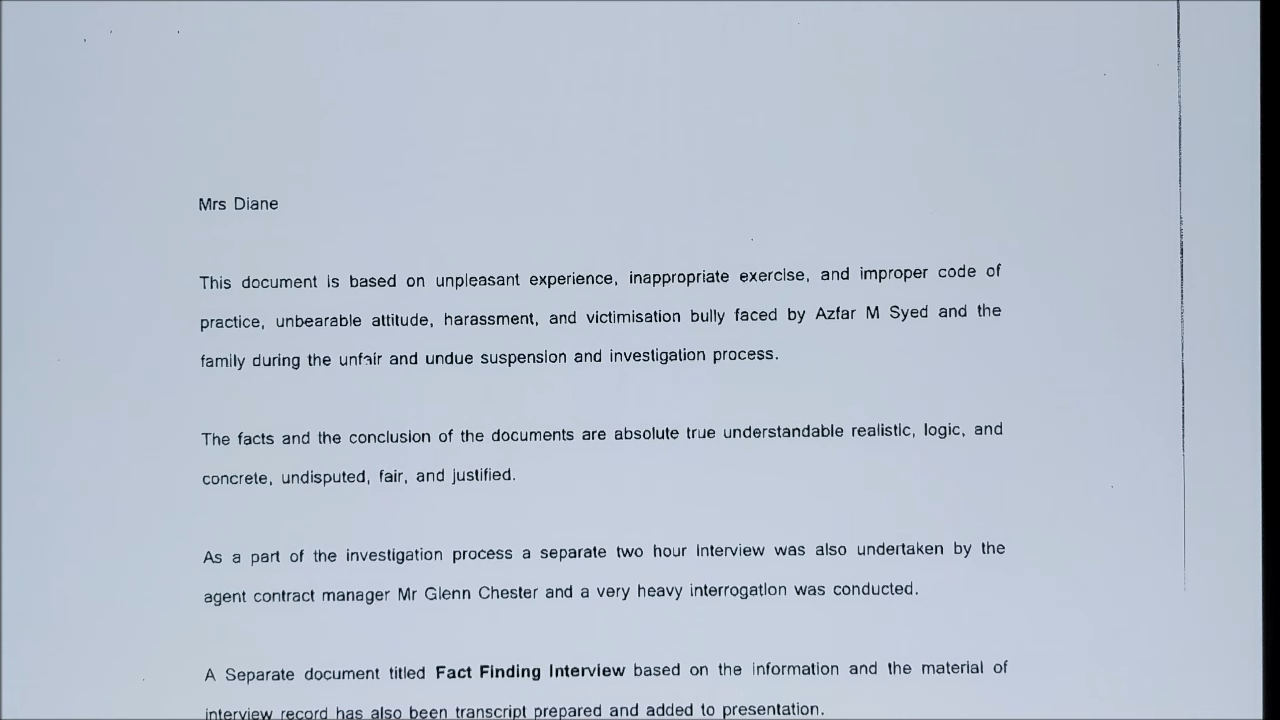 Mrs Diane
This document is based on unpleasant experience, inappropriate exercise, and improper code of
practice, unbearable attitude, harassment, and victimisation bully faced by Azfar M Syed and the
family during the unfair and undue suspension and investigation process.
The facts and the conclusion of the documents are absolute true understandable realistic, logic, and
concrete, undisputed, fair, and justified.
As a part of the investigation process a separate two hour interview was also undertaken by the
agent contract manager Mr Glenn Chester and a very heavy interrogation was conducted.
A Separate document titled Fact Finding Interview based on the information and the material of
interview record has also been transcript prepared and added to presentation.